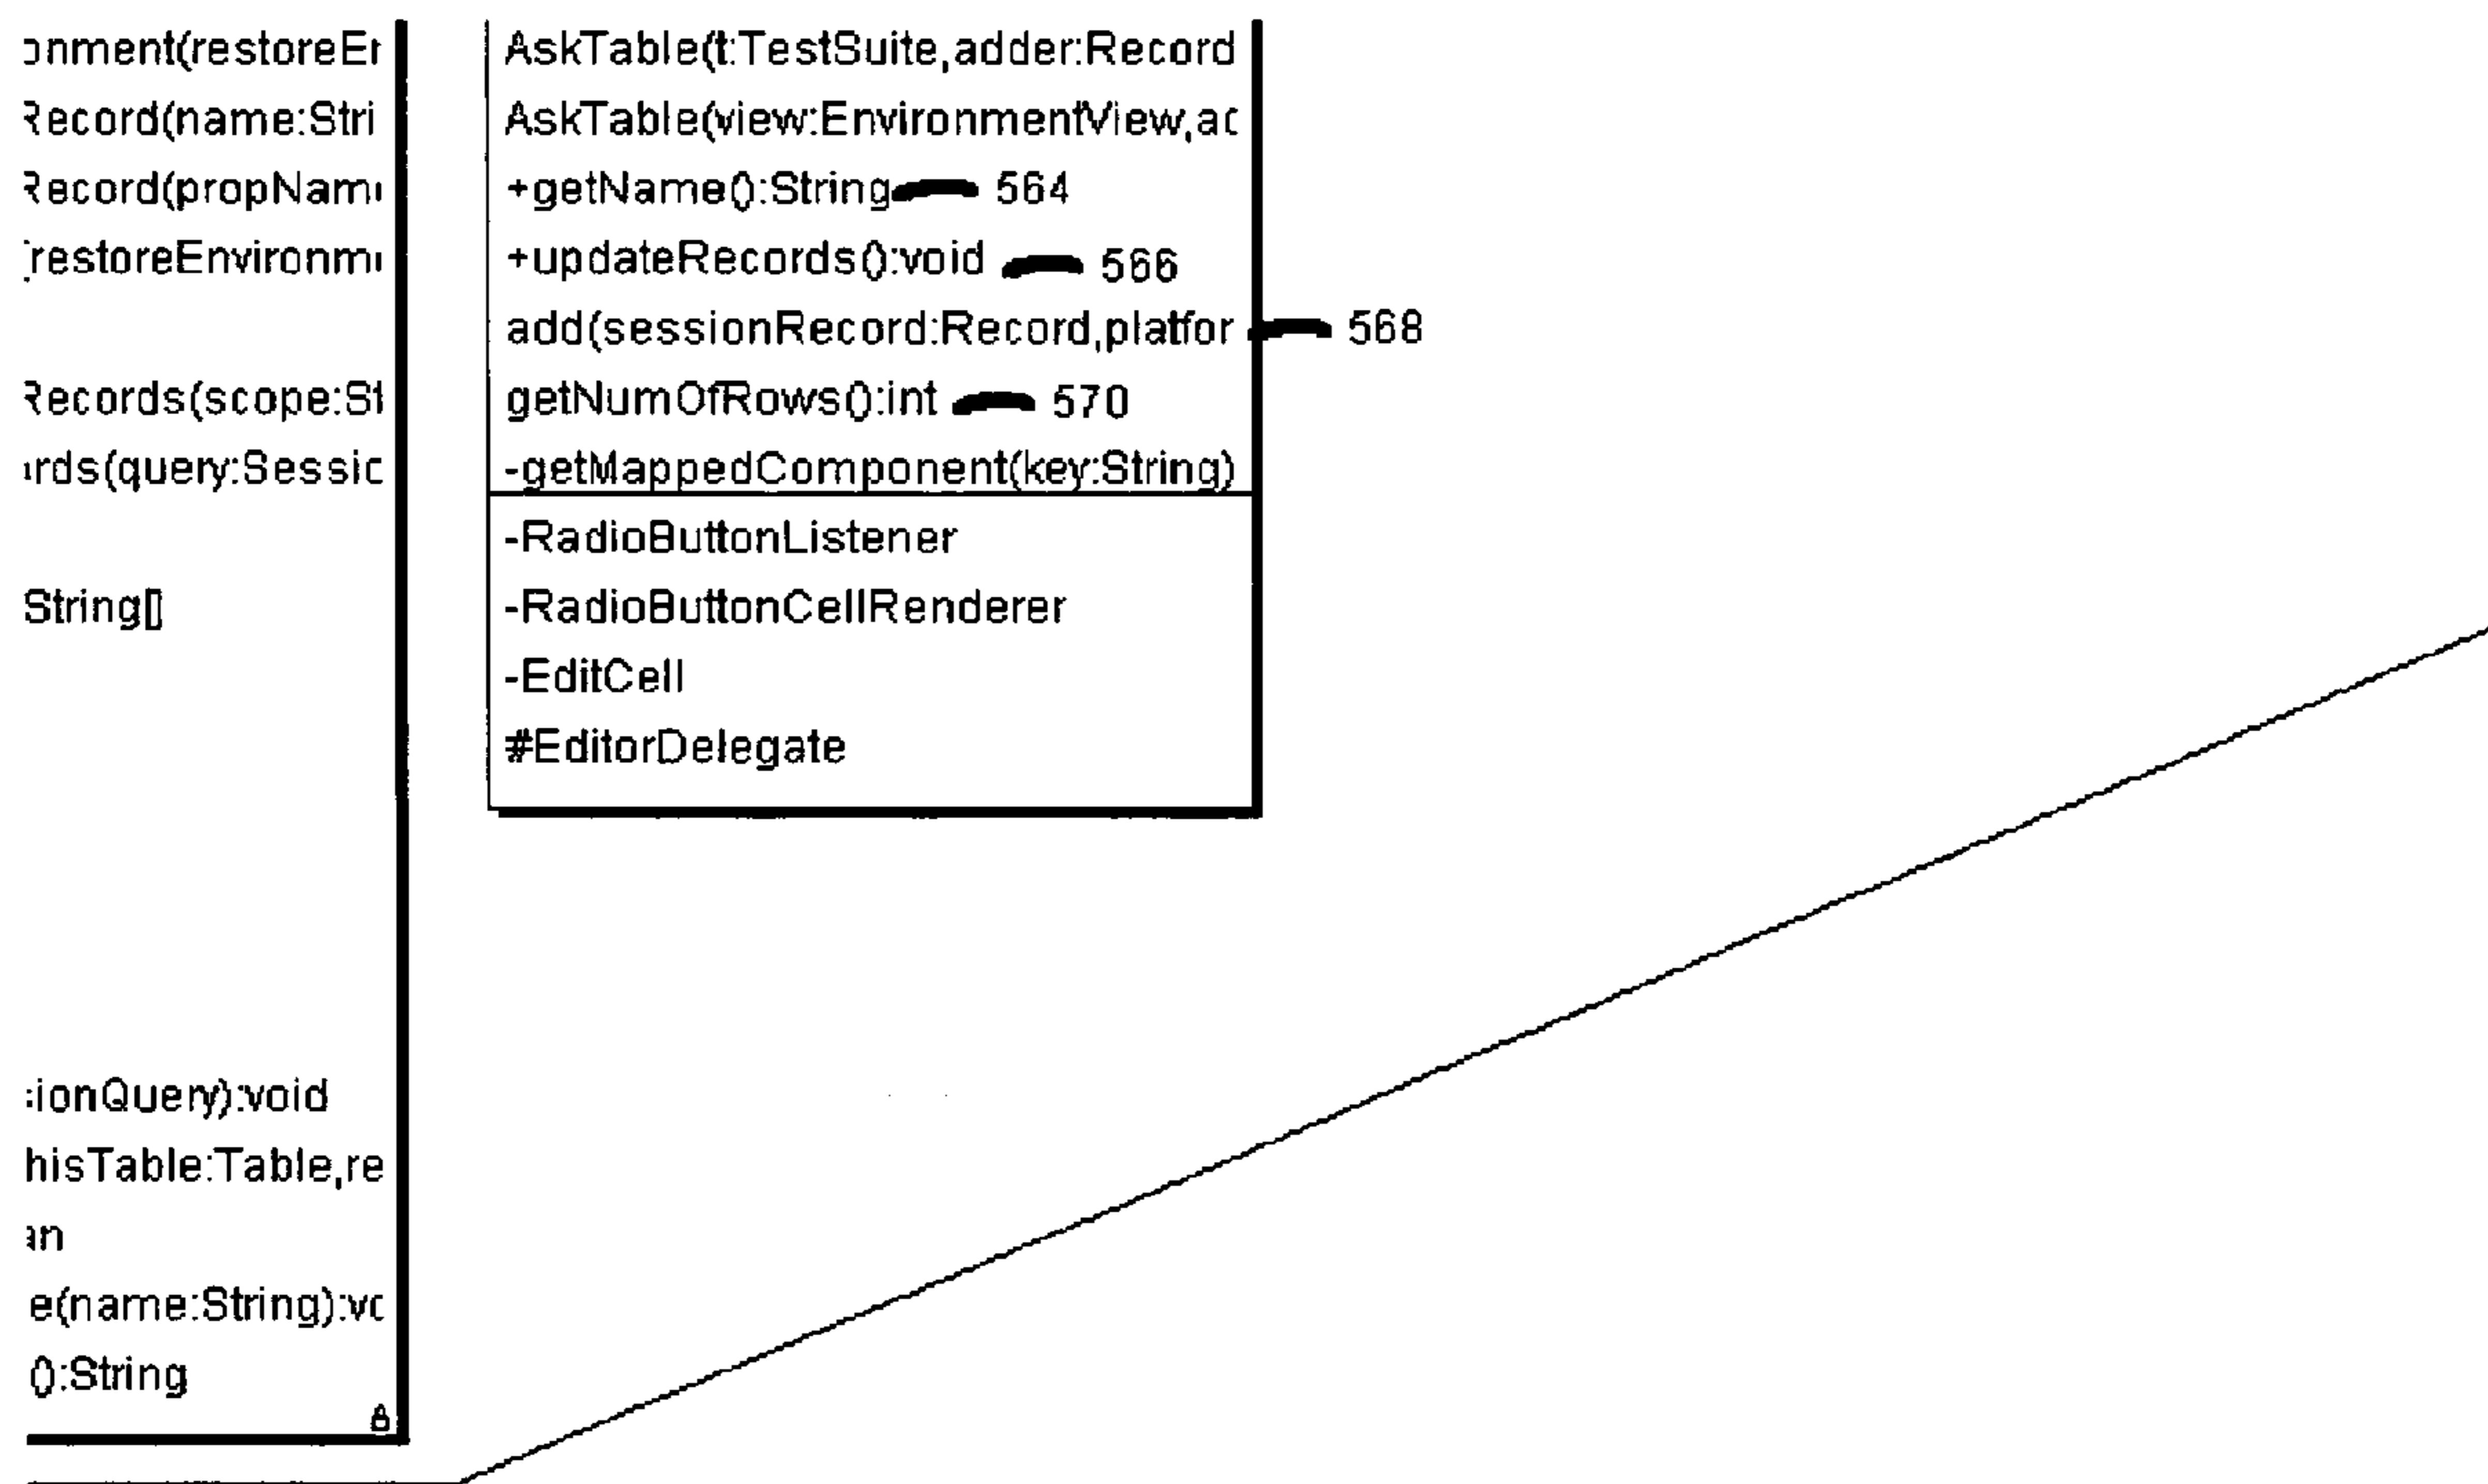 onment(restoreEr
Record(name:Stri
Record(propNam
restoreEnvironm
Records(scope:St
rds(query:Sessic
String[]
ionQuery):void
hisTable:Table,re
an
e(name:String):vc
():String
AskTable(t:TestSuite,adder:Record
AskTable(view:EnvironmentView,ac
+getName():String 564
+updateRecords():void 566
add(sessionRecord:Record,platfor 568
getNumOfRows():int 570
-getMappedComponent(key:String)
-RadioButtonListener
-RadioButtonCellRenderer
-EditCell
#EditorDelegate